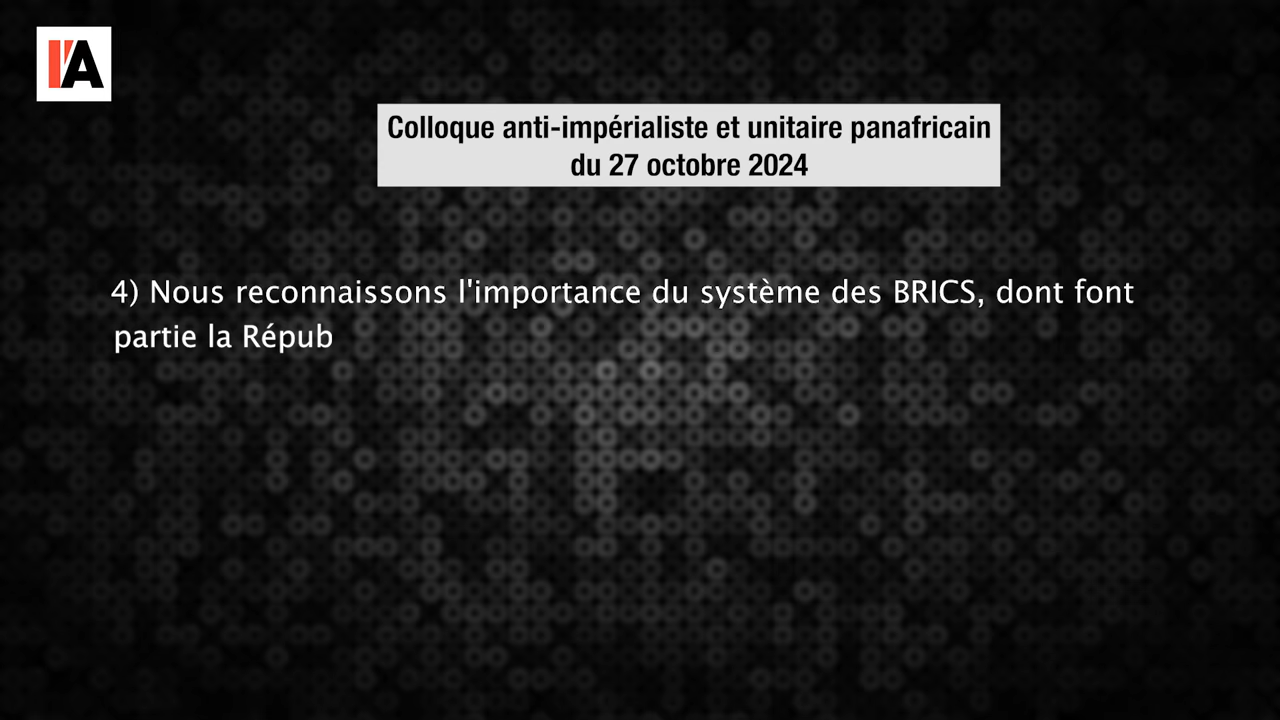 I'A
Colloque anti-impérialiste et unitaire panafricain
du 27 octobre 2024
4) Nous reconnaissons l'importance du système des BRICS, dont font
partie la Répub